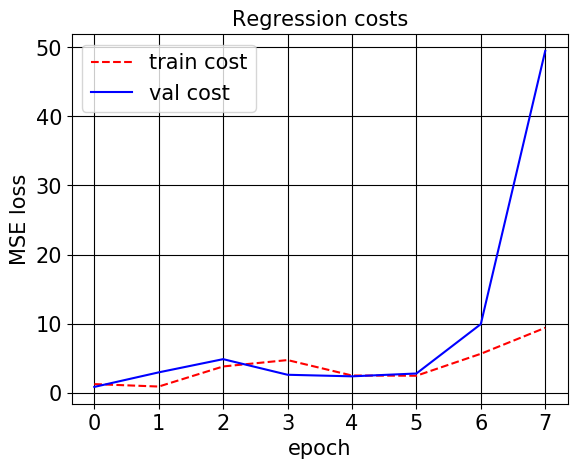 Regression costs
train cost
val cost
MSE loss
50
40
30
20
10
0
0 1 2 3 4 5 6 7
epoch